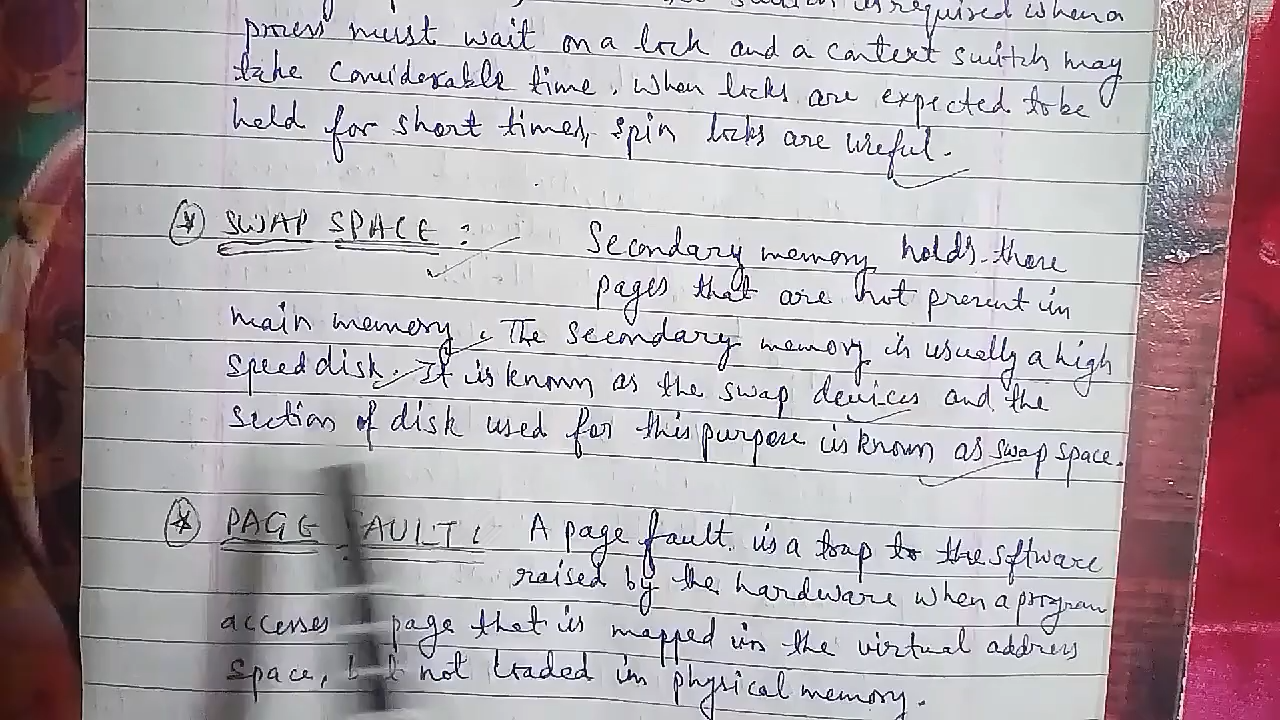 is required when a
process must wait on a lock and a context switch may
take considerable time. When locks are expected to be
held for short times, spin locks are useful.
SWAP SPACE : Secondary memory holds those
pages that are not present in
main memory. The secondary memory is usually a high
speed disk. It is known as the swap devices and the
section of disk used for this purpose is known as swap space.
PAGE FAULT : A page fault is a trap to the software
raised by the hardware when a program
accesses page that is mapped in the virtual address
space, but not loaded in physical memory.